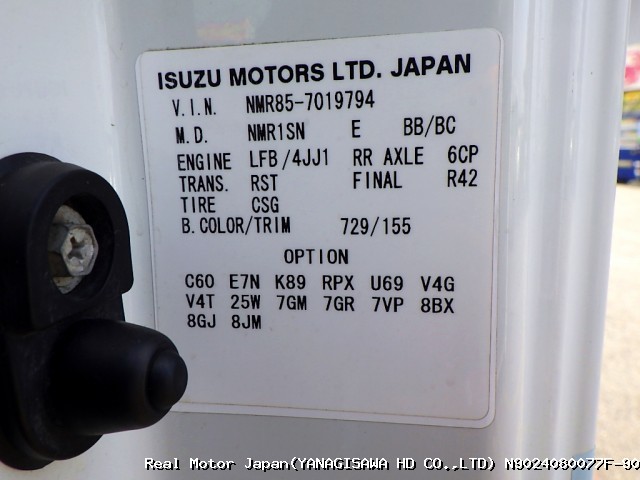 ISUZU MOTORS LTD. JAPAN
V.I.N. NMR85-7019794
M.D. NMR1SN E BB/BC
ENGINE LFB/4JJ1 RR AXLE 6CP
TRANS. RST FINAL R42
TIRE CSG
B.COLOR/TRIM 729/155
OPTION
C60 E7N K89 RPX U69 V4G
V4T 25W 7GM 7GR 7VP 8BX
8GJ 8JM
Real Motor Japan(YANAGISAWA HD CO.,LTD) N9024080077F-90